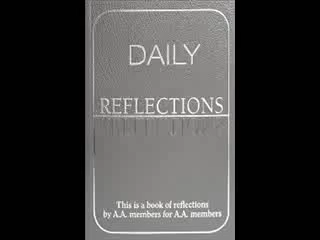 DAILY
REFLECTIONS
This is a book of reflections
by A.A. members for A.A. members